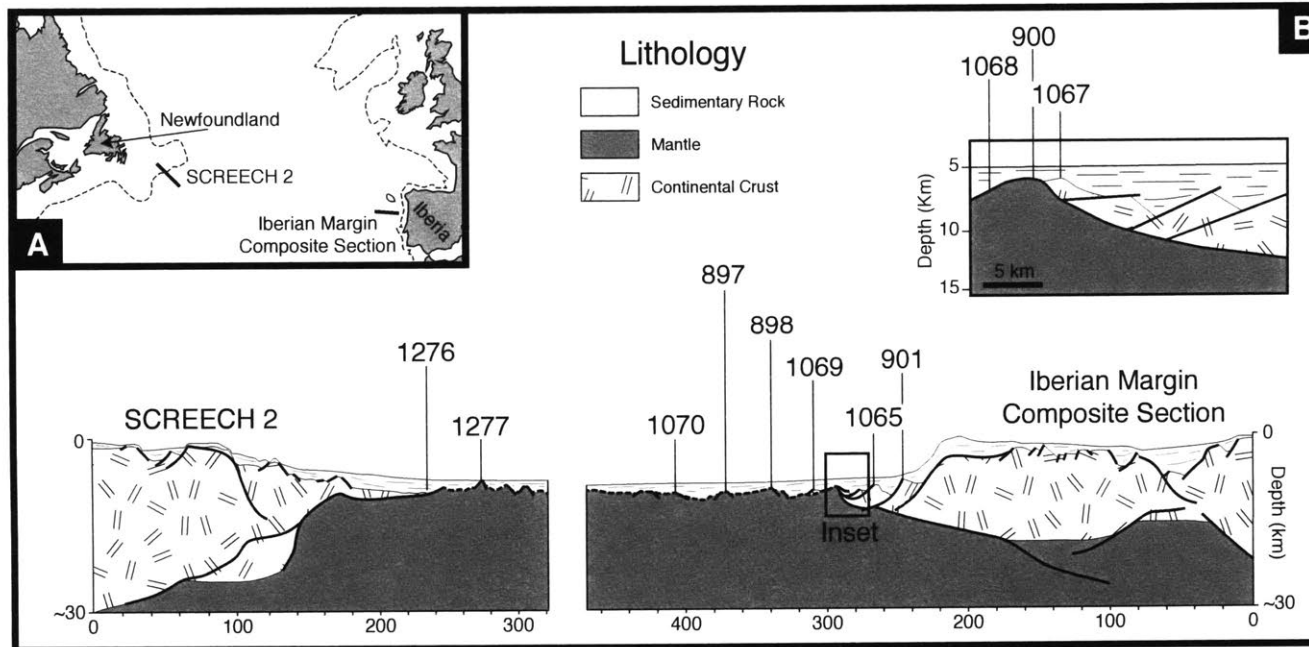 A
Newfoundland
SCREECH 2
Iberian Margin
Composite Section
Iberia
B
Lithology
Sedimentary Rock
Mantle
Continental Crust
900
1068
1067
5
10
15
Depth (Km)
5 km
SCREECH 2
1276
1277
0
~30
0
100
200
300
897
898
1069
901
1065
1070
Inset
Iberian Margin
Composite Section
0
~30
Depth (km)
400
300
200
100
0